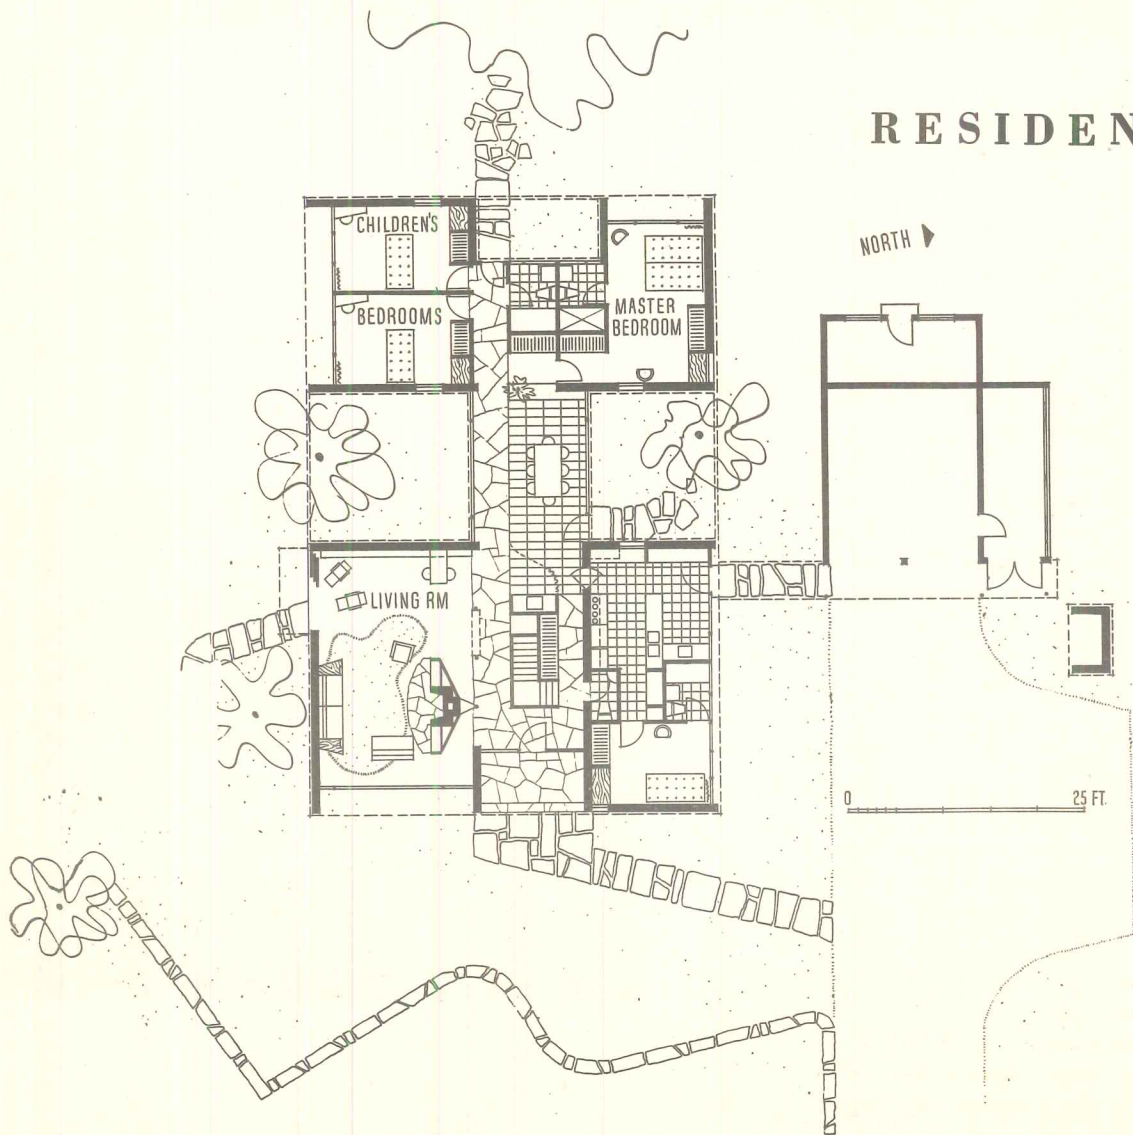 RESIDEN
NORTH
CHILDREN'S
BEDROOMS
MASTER
BEDROOM
LIVING RM
0 25 FT.